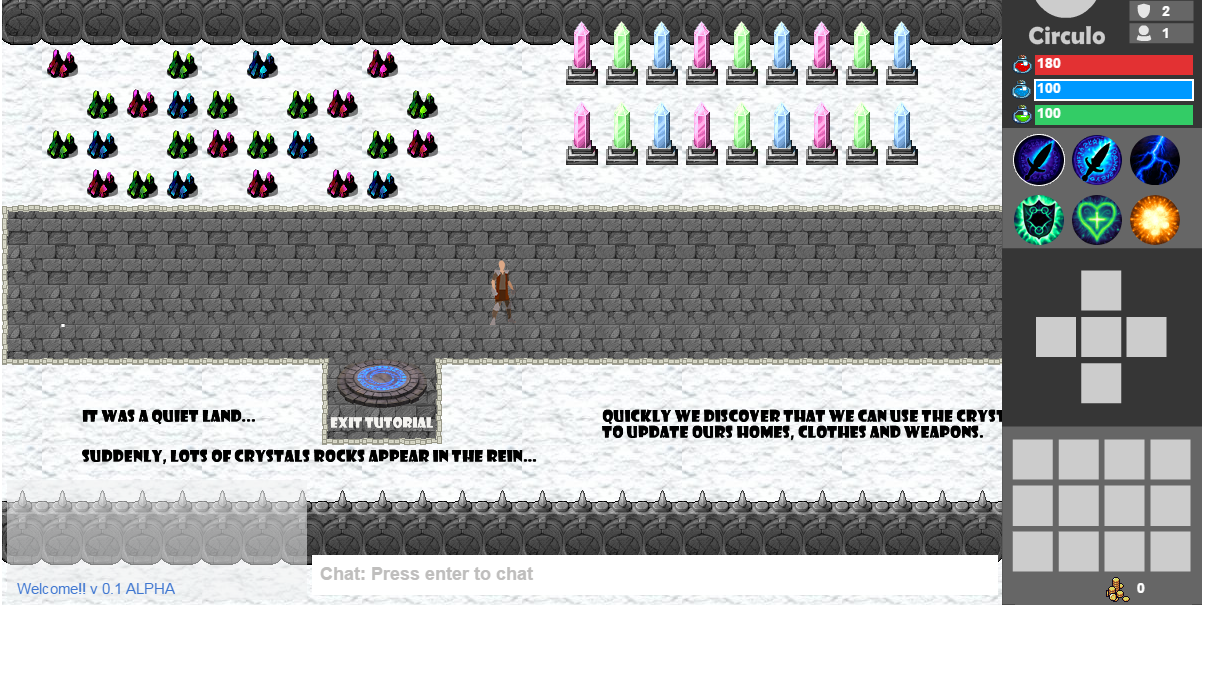 2
Circulo
1
180
100
100
EXIT TUTORIAL
IT WAS A QUIET LAND...
SUDDENLY, LOTS OF CRYSTALS ROCKS APPEAR IN THE REIN...
QUICKLY WE DISCOVER THAT WE CAN USE THE CRYST
TO UPDATE OURS HOMES, CLOTHES AND WEAPONS.
Chat: Press enter to chat
Welcome!! v 0.1 ALPHA
0